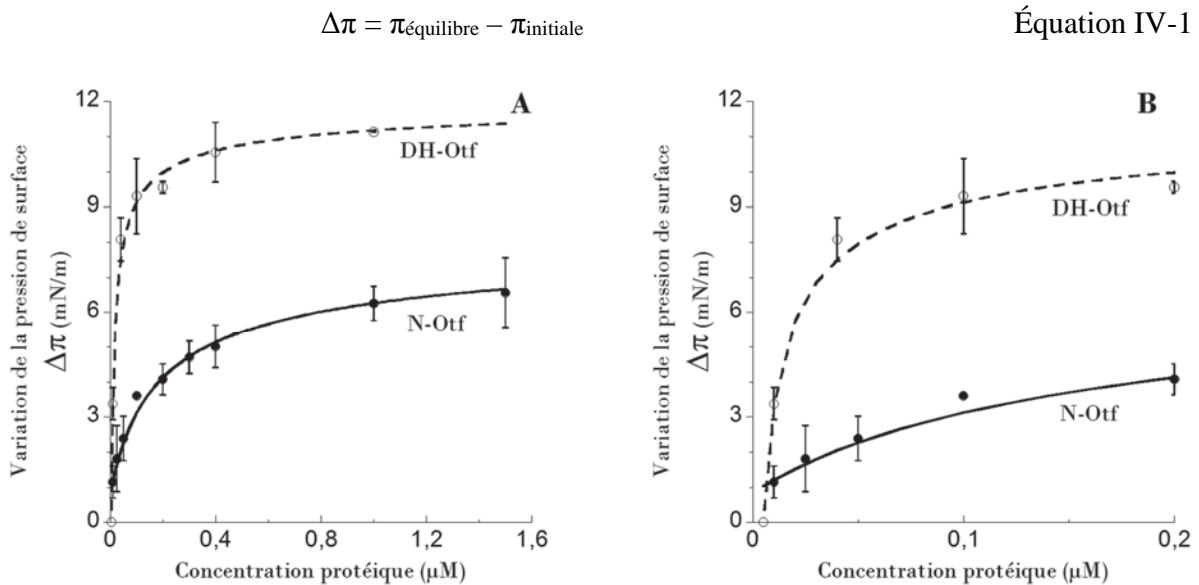 Δπ = πéquilibre – πinitiale
Équation IV-1
Variation de la pression de surface
Δπ (mN/m)
12
9
6
3
0
A
DH-Otf
N-Otf
0
0,4
0,8
1,2
1,6
Concentration protéique (µM)
Variation de la pression de surface
Δπ (mN/m)
12
9
6
3
0
B
DH-Otf
N-Otf
0
0,1
0,2
Concentration protéique (µM)